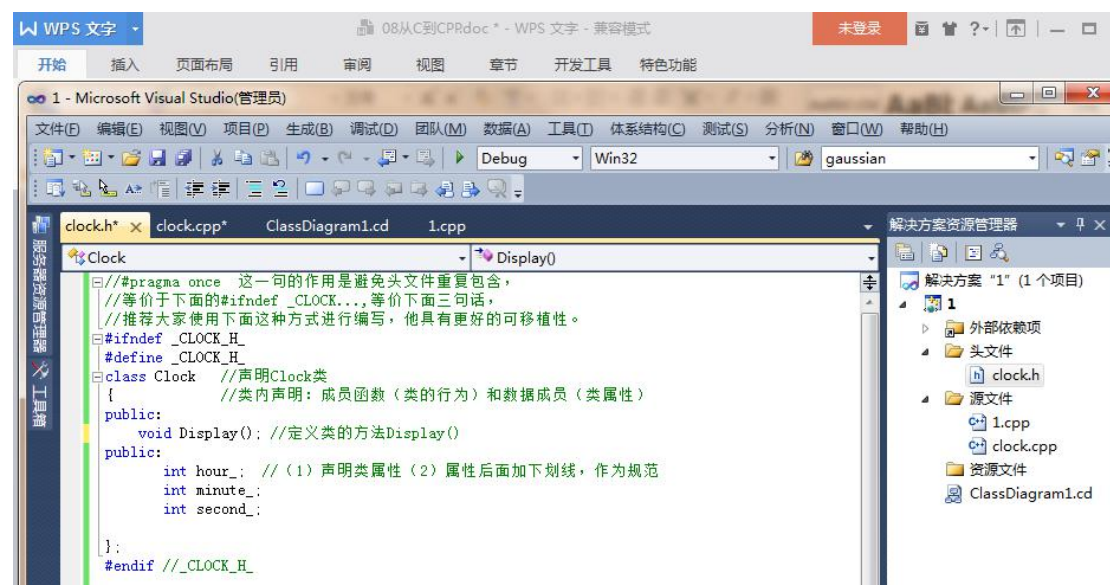 WPS 文字
08从C到CPP.doc * - WPS 文字 - 兼容模式
未登录
开始 插入 页面布局 引用 审阅 视图 章节 开发工具 特色功能
1 - Microsoft Visual Studio(管理员)
文件(F) 编辑(E) 视图(V) 项目(P) 生成(B) 调试(D) 团队(M) 数据(A) 工具(T) 体系结构(C) 测试(S) 分析(N) 窗口(W) 帮助(H)
Debug Win32 gaussian
clock.h* clock.cpp* ClassDiagram1.cd 1.cpp
Clock Display()
//#pragma once 这一句的作用是避免头文件重复包含，
//等价于下面的#ifndef _CLOCK...,等价下面三句话，
//推荐大家使用下面这种方式进行编写，他具有更好的可移植性。
#ifndef _CLOCK_H_
#define _CLOCK_H_
class Clock //声明Clock类
{ //类内声明：成员函数（类的行为）和数据成员（类属性）
public:
void Display(); //定义类的方法Display()
public:
int hour_; //（1）声明类属性（2）属性后面加下划线，作为规范
int minute_;
int second_;
};
#endif //_CLOCK_H_
服务器资源管理器
工具箱
解决方案资源管理器
解决方案 "1" (1 个项目)
1
外部依赖项
头文件
clock.h
源文件
1.cpp
clock.cpp
资源文件
ClassDiagram1.cd